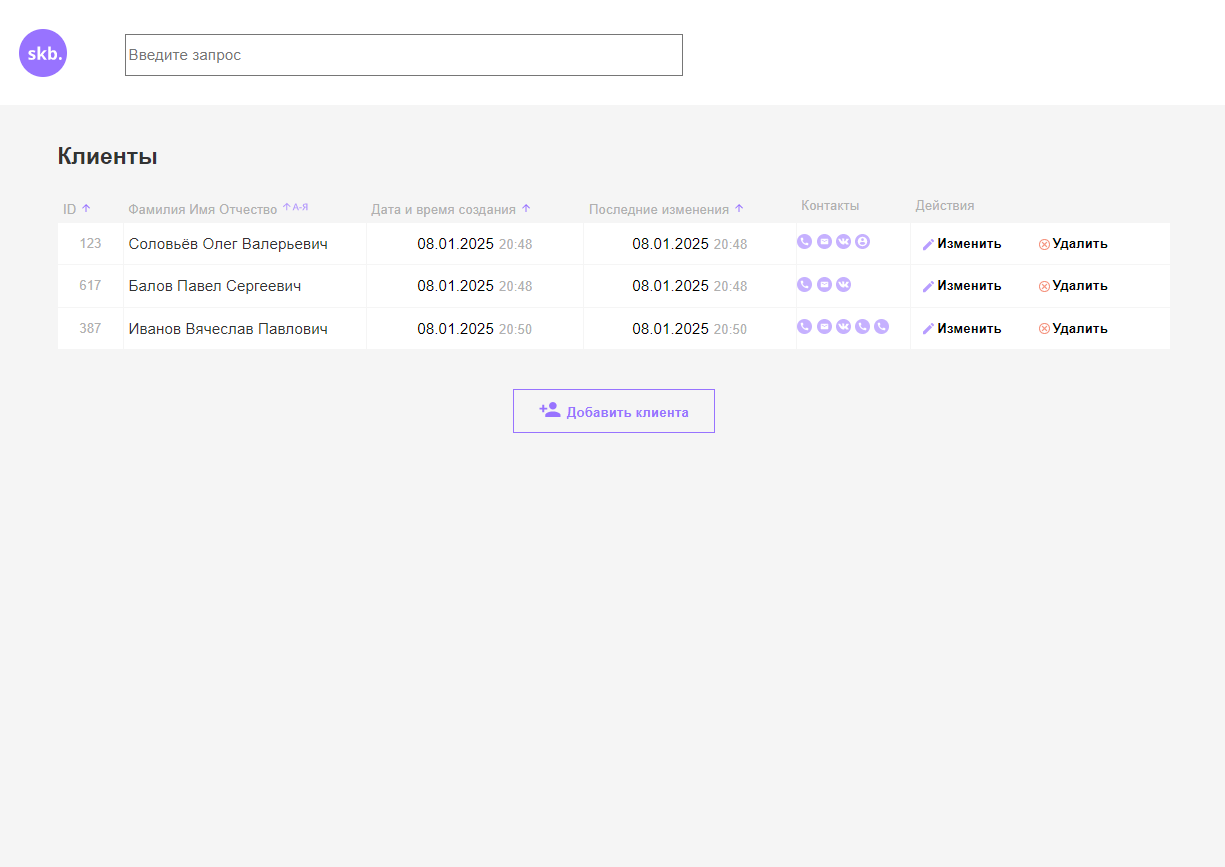 skb.
Введите запрос
Клиенты
ID Фамилия Имя Отчество А-Я Дата и время создания Последние изменения Контакты Действия
123 Соловьёв Олег Валерьевич 08.01.2025 20:48 08.01.2025 20:48 Изменить Удалить
617 Балов Павел Сергеевич 08.01.2025 20:48 08.01.2025 20:48 Изменить Удалить
387 Иванов Вячеслав Павлович 08.01.2025 20:50 08.01.2025 20:50 Изменить Удалить
Добавить клиента